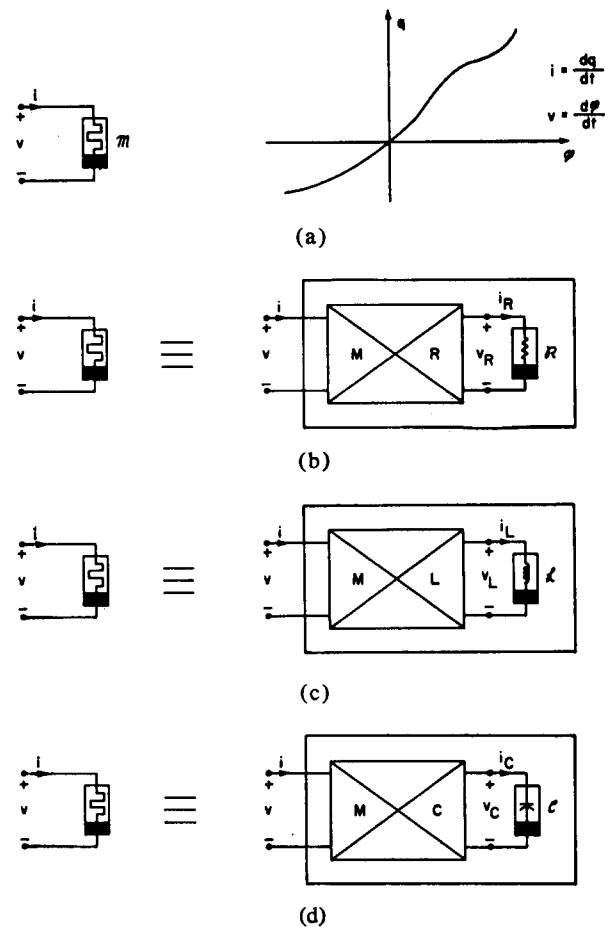 i
+
v
−
𝓜
q
φ
i = dq/dt
v = dφ/dt
(a)
i
+
v
−
≡
i
+
v
−
M R
i_R
+
v_R
−
R
(b)
i
+
v
−
≡
i
+
v
−
M L
i_L
+
v_L
−
ℒ
(c)
i
+
v
−
≡
i
+
v
−
M C
i_C
+
v_C
−
C
(d)